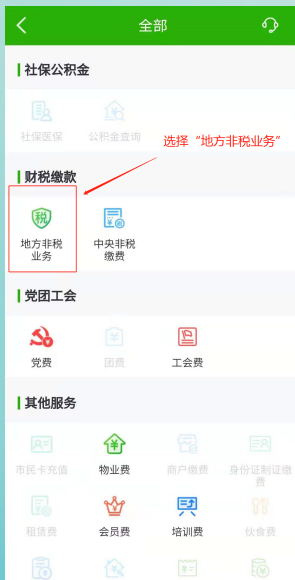 全部
社保公积金
社保医保 公积金查询
选择“地方非税业务”
财税缴款
税
地方非税 中央非税
业务 缴费
党团工会
党费 团费 工会费
其他服务
市民卡充值 物业费 商户缴费 身份证制证缴
费
租赁费 会员费 培训费 伙食费